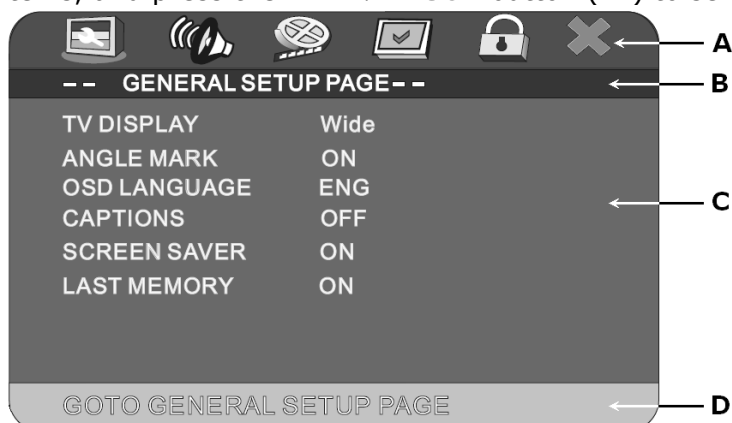 A
-- GENERAL SETUP PAGE-- B
TV DISPLAY Wide
ANGLE MARK ON
OSD LANGUAGE ENG C
CAPTIONS OFF
SCREEN SAVER ON
LAST MEMORY ON
GOTO GENERAL SETUP PAGE D